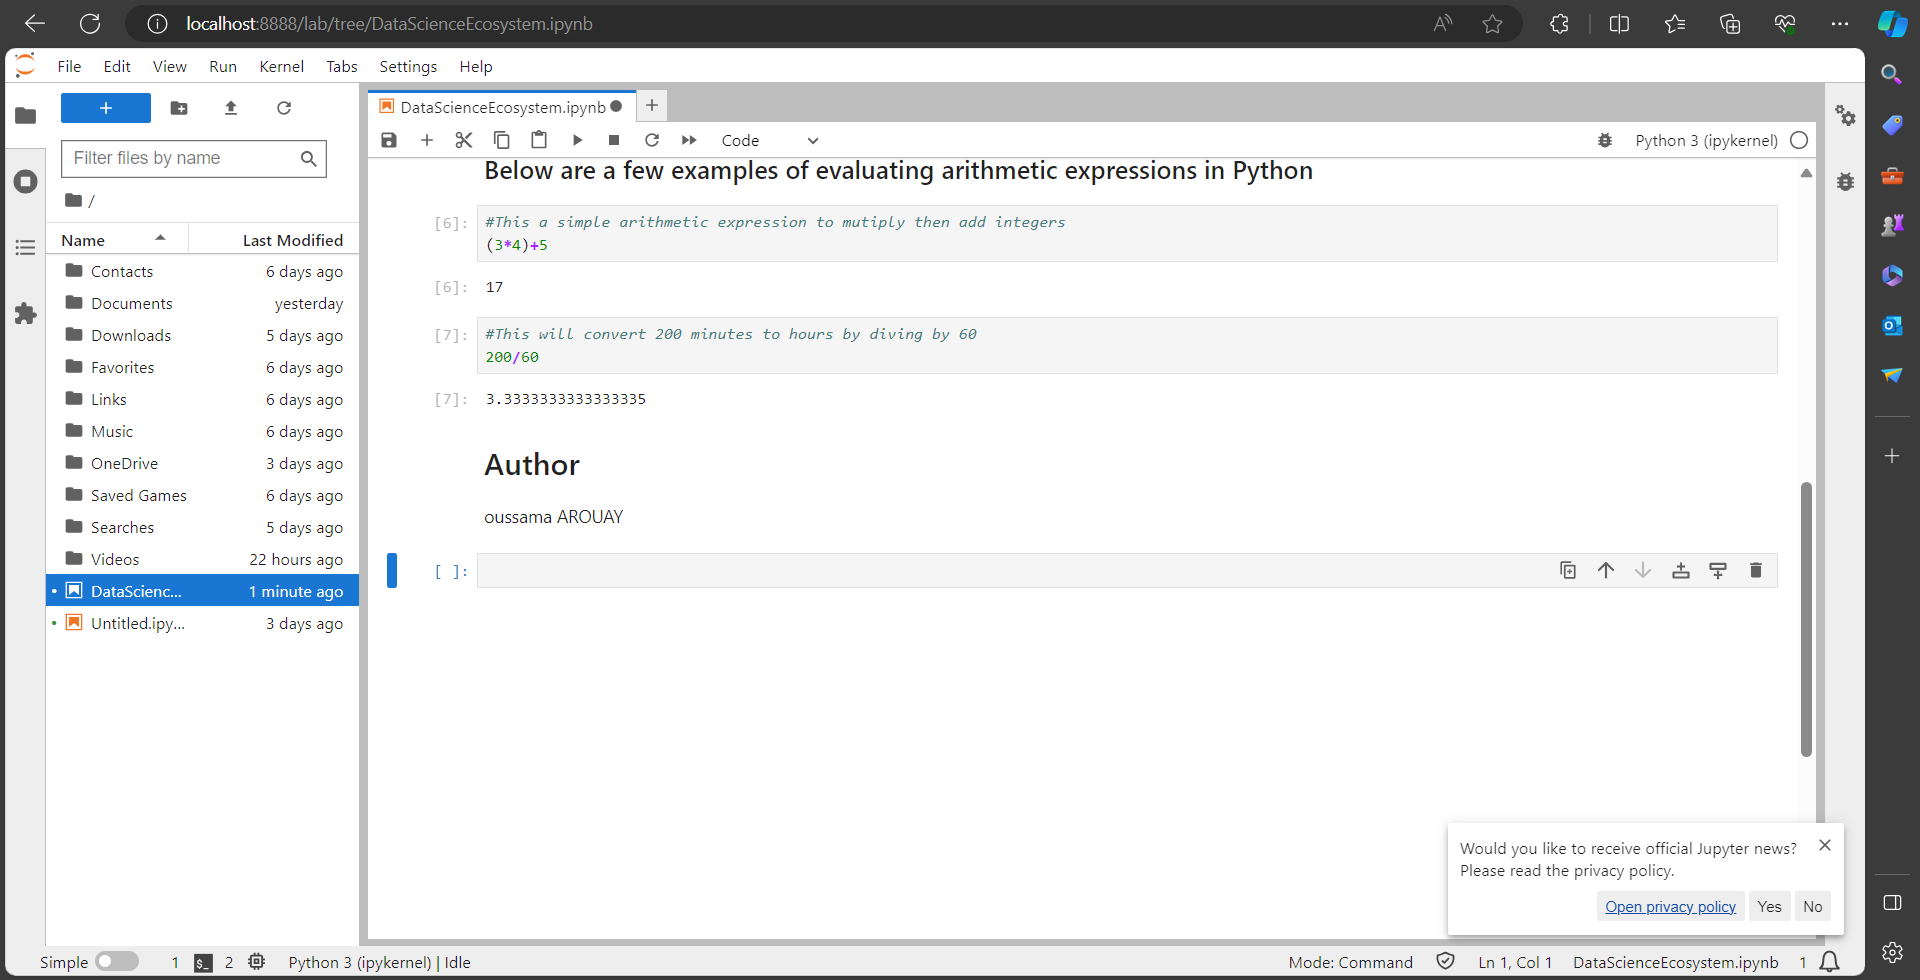 localhost:8888/lab/tree/DataScienceEcosystem.ipynb
File Edit View Run Kernel Tabs Settings Help
DataScienceEcosystem.ipynb
Filter files by name
Code
Python 3 (ipykernel)
/
Name Last Modified
Contacts 6 days ago
Documents yesterday
Downloads 5 days ago
Favorites 6 days ago
Links 6 days ago
Music 6 days ago
OneDrive 3 days ago
Saved Games 6 days ago
Searches 5 days ago
Videos 22 hours ago
DataScienc... 1 minute ago
Untitled.ipy... 3 days ago
Below are a few examples of evaluating arithmetic expressions in Python
[6]: #This a simple arithmetic expression to mutiply then add integers
(3*4)+5
[6]: 17
[7]: #This will convert 200 minutes to hours by diving by 60
200/60
[7]: 3.3333333333333335
Author
oussama AROUAY
[ ]:
Would you like to receive official Jupyter news?
Please read the privacy policy.
Open privacy policy Yes No
Simple 1 $_ 2 Python 3 (ipykernel) | Idle Mode: Command Ln 1, Col 1 DataScienceEcosystem.ipynb 1